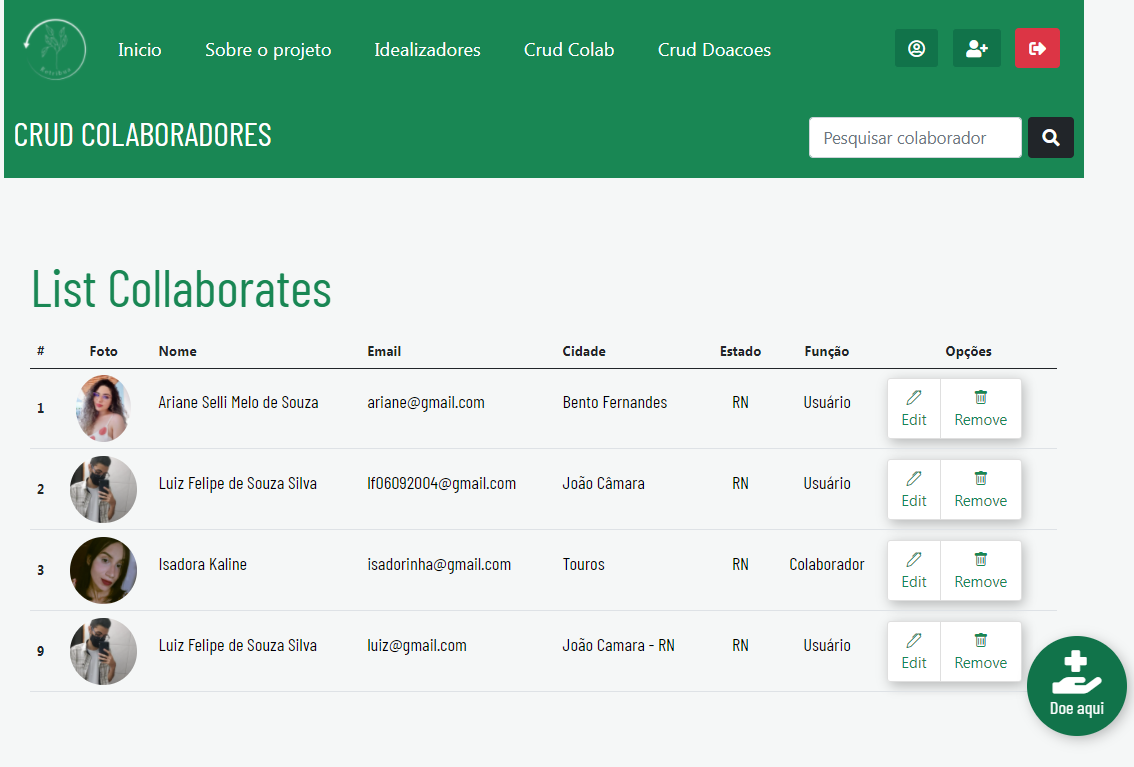 Inicio Sobre o projeto Idealizadores Crud Colab Crud Doacoes
CRUD COLABORADORES
Pesquisar colaborador
List Collaborates
# Foto Nome Email Cidade Estado Função Opções
1 Ariane Selli Melo de Souza ariane@gmail.com Bento Fernandes RN Usuário Edit Remove
2 Luiz Felipe de Souza Silva lf06092004@gmail.com João Câmara RN Usuário Edit Remove
3 Isadora Kaline isadorinha@gmail.com Touros RN Colaborador Edit Remove
9 Luiz Felipe de Souza Silva luiz@gmail.com João Camara - RN RN Usuário Edit Remove
Doe aqui